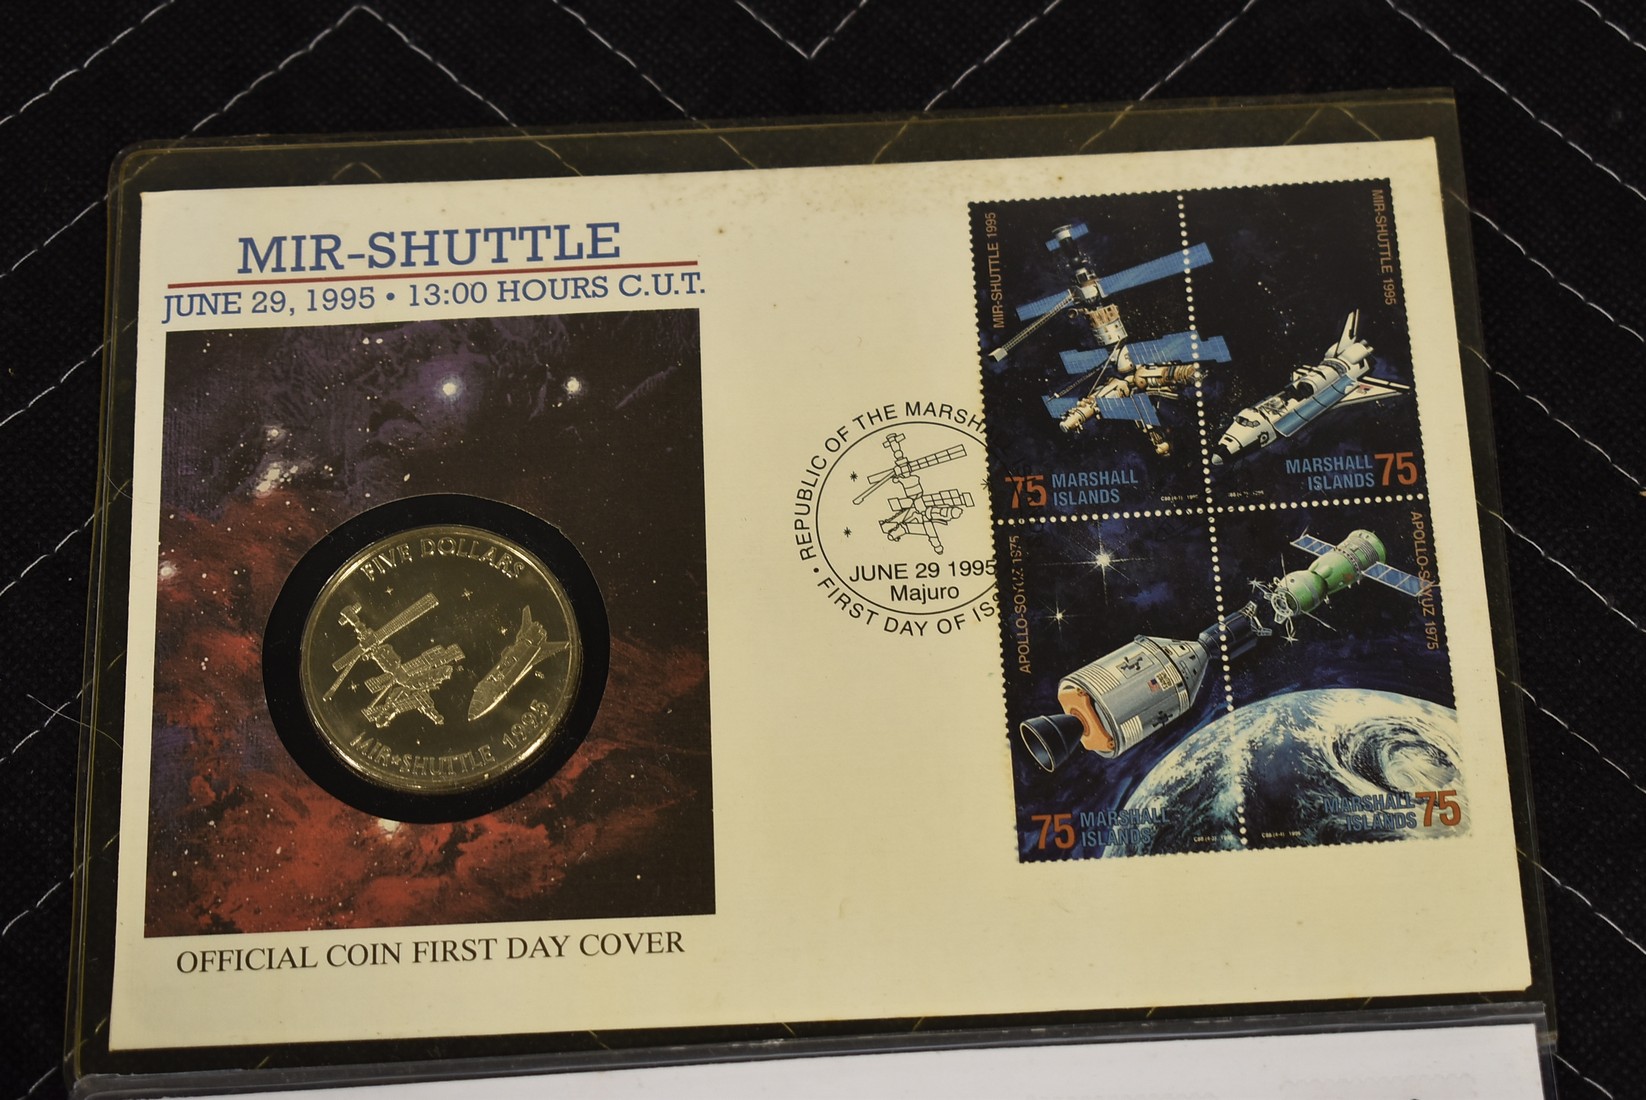 MIR-SHUTTLE
JUNE 29, 1995 • 13:00 HOURS C.U.T.
FIVE DOLLARS
MIR★SHUTTLE 1995
OFFICIAL COIN FIRST DAY COVER
• REPUBLIC OF THE MARSH
JUNE 29 1995
Majuro
• FIRST DAY OF IS
MIR-SHUTTLE 1995
75 MARSHALL
ISLANDS
MIR-SHUTTLE 1995
MARSHALL 75
ISLANDS
APOLLO-SOYUZ 1975
75 MARSHALL
ISLANDS
APOLLO-SOYUZ 1975
MARSHALL 75
ISLANDS